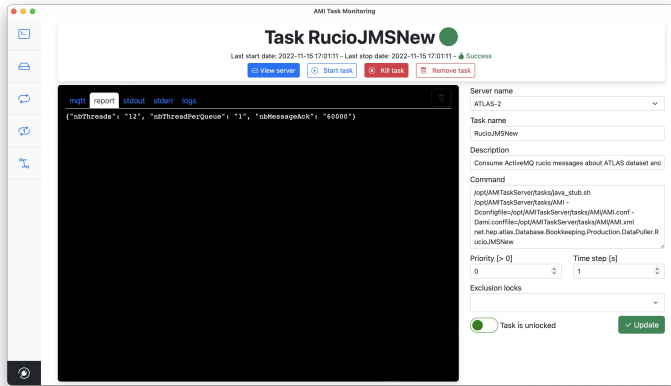 AMI Task Monitoring
Task RucioJMSNew
Last start date: 2022-11-15 17:01:11 - Last stop date: 2022-11-15 17:01:11 - Success
View server
Start task
Kill task
Remove task
mqtt report stdout stderr logs
{"nbThreads": "12", "nbThreadPerQueue": "1", "nbMessageAck": "60000"}
Server name
ATLAS-2
Task name
RucioJMSNew
Description
Consume ActiveMQ rucio messages about ATLAS dataset and
Command
/opt/AMITaskServer/tasks/java_stub.sh
/opt/AMITaskServer/tasks/AMI -
Dconfigfile=/opt/AMITaskServer/tasks/AMI/AMI.conf -
Dami.conffile=/opt/AMITaskServer/tasks/AMI/AMI.xml
net.hep.atlas.Database.Bookkeeping.Production.DataPuller.R
ucioJMSNew
Priority [> 0] Time step [s]
0 1
Exclusion locks
Task is unlocked
Update